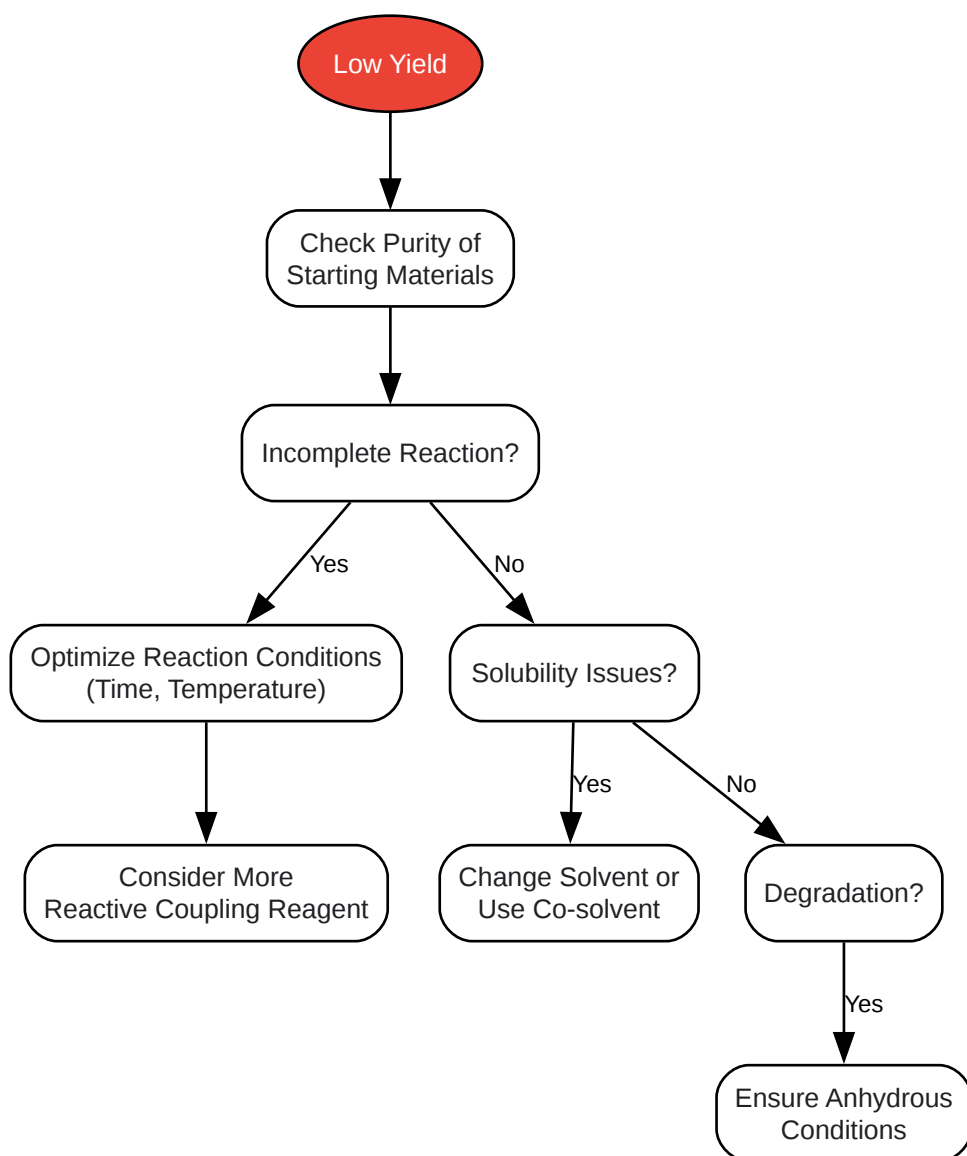 Low Yield
Check Purity of
Starting Materials
Incomplete Reaction?
Yes
No
Optimize Reaction Conditions
(Time, Temperature)
Solubility Issues?
Yes
No
Consider More
Reactive Coupling Reagent
Change Solvent or
Use Co-solvent
Degradation?
Yes
Ensure Anhydrous
Conditions